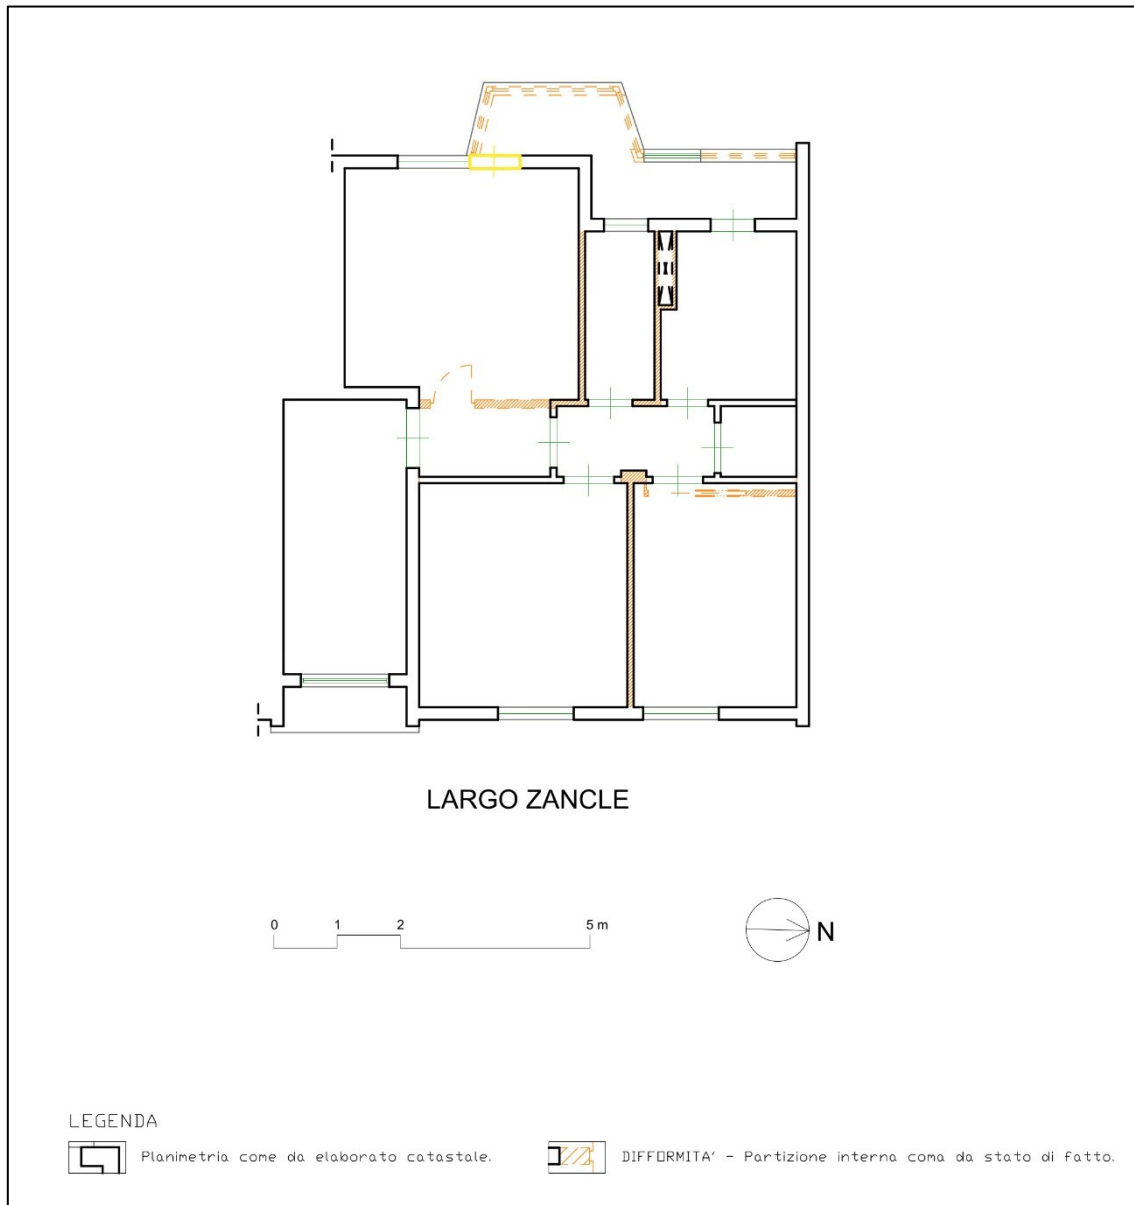 LARGO ZANCLE
0 1 2 5 m
N
LEGENDA
Planimetria come da elaborato catastale.
DIFFORMITA' - Partizione interna coma da stato di fatto.